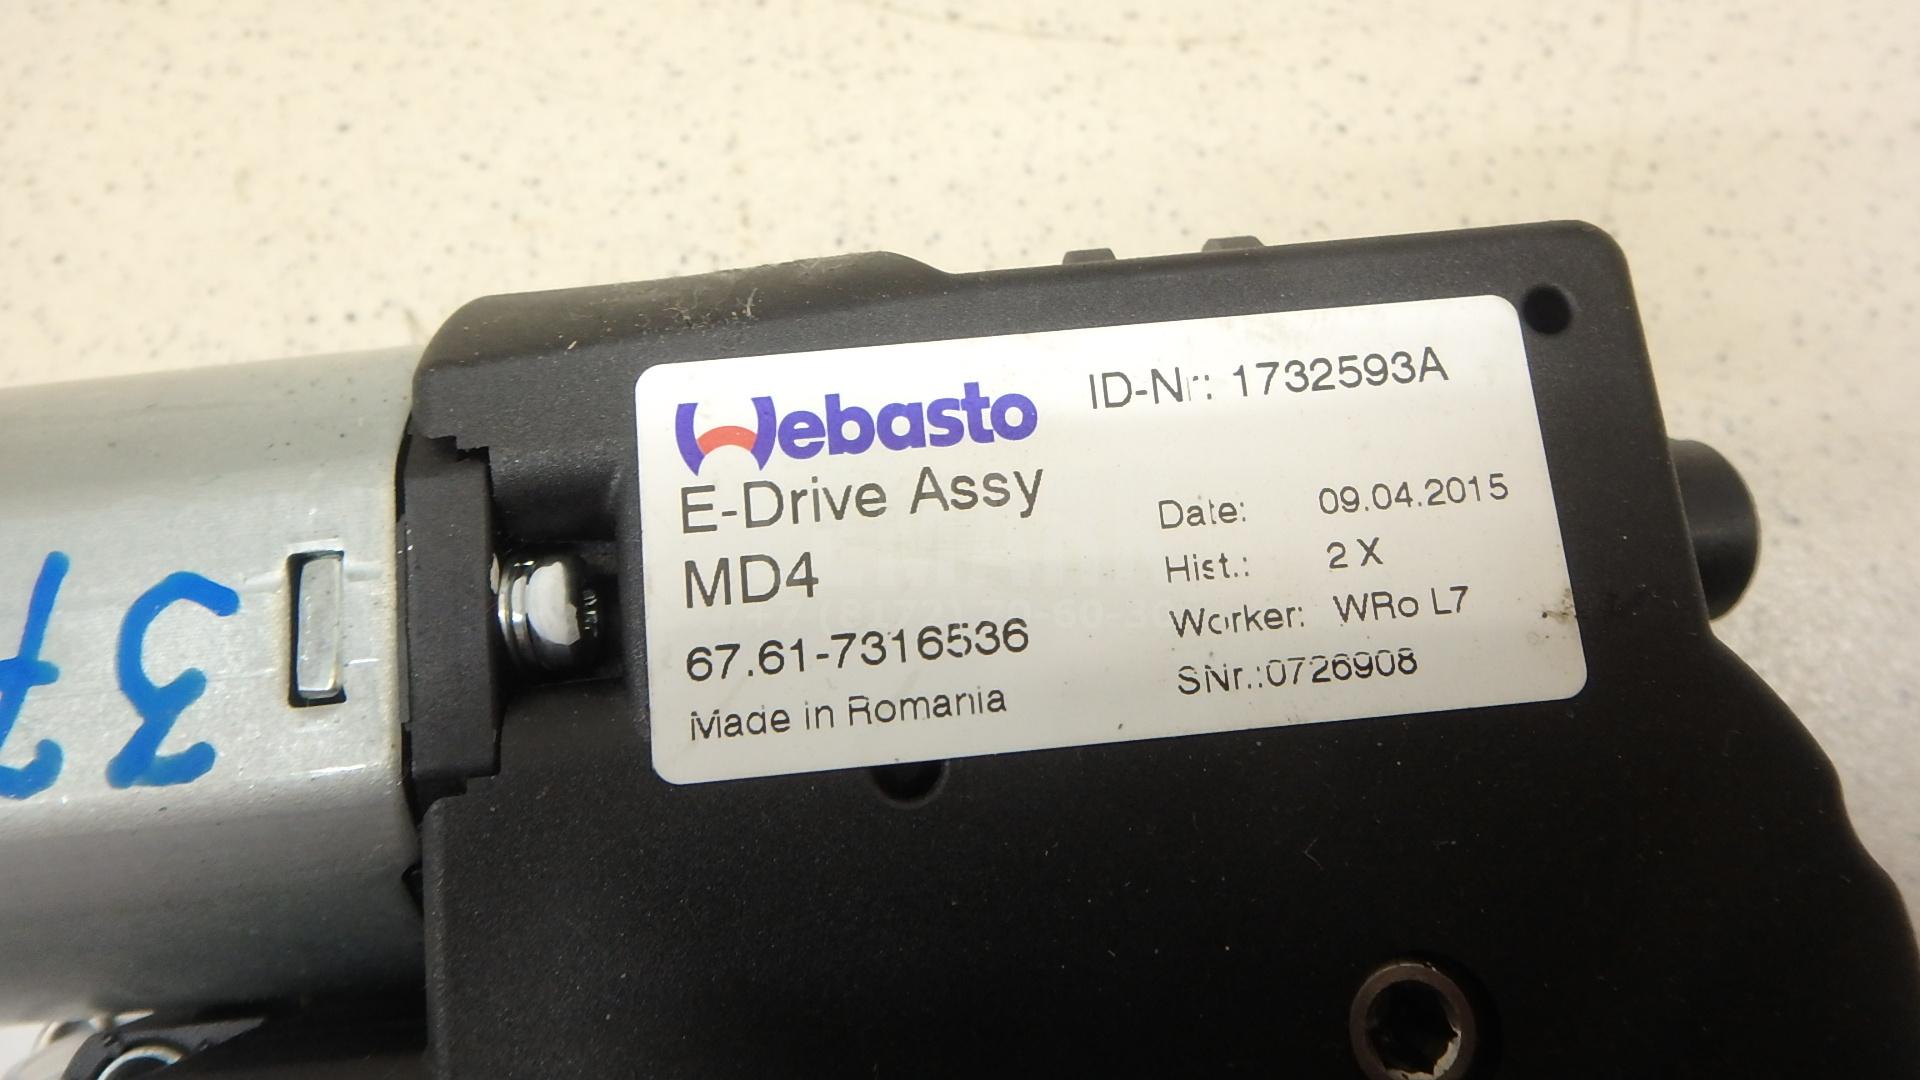 Webasto
E-Drive Assy
MD4
67.61-7316536
Made in Romania
ID-Nr: 1732593A
Date: 09.04.2015
Hist.: 2 X
Worker: WRo L7
SNr.:0726908